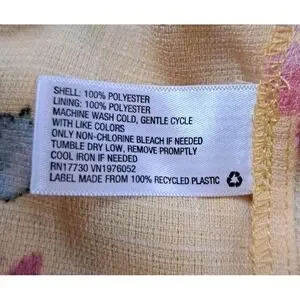 SHELL: 100% POLYESTER
LINING: 100% POLYESTER
MACHINE WASH COLD, GENTLE CYCLE
WITH LIKE COLORS
ONLY NON-CHLORINE BLEACH IF NEEDED
TUMBLE DRY LOW, REMOVE PROMPTLY
COOL IRON IF NEEDED
RN17730 VN1976052
LABEL MADE FROM 100% RECYCLED PLASTIC